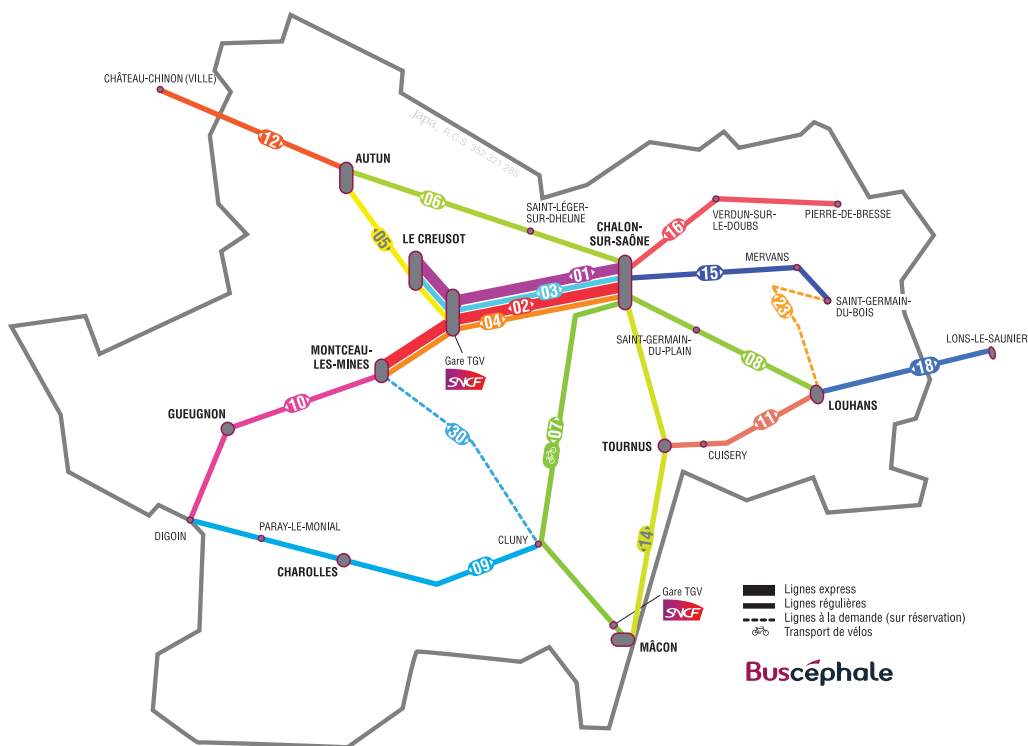 CHÂTEAU-CHINON (VILLE)
japa. R.C.S. 352 321 285
12
AUTUN
06
SAINT-LÉGER-
SUR-DHEUNE
05
LE CREUSOT
CHALON-
SUR-SAÔNE
16
VERDUN-SUR-
LE-DOUBS
PIERRE-DE-BRESSE
01
03
02
04
15
MERVANS
SAINT-GERMAIN-
DU-BOIS
23
MONTCEAU-
LES-MINES
Gare TGV
SNCF
SAINT-GERMAIN-
DU-PLAIN
08
LONS-LE-SAUNIER
18
LOUHANS
10
GUEUGNON
30
07
TOURNUS
11
CUISERY
DIGOIN
PARAY-LE-MONIAL
CHAROLLES
09
CLUNY
14
Gare TGV
SNCF
MÂCON
Lignes express
Lignes régulières
Lignes à la demande (sur réservation)
Transport de vélos
Buscéphale